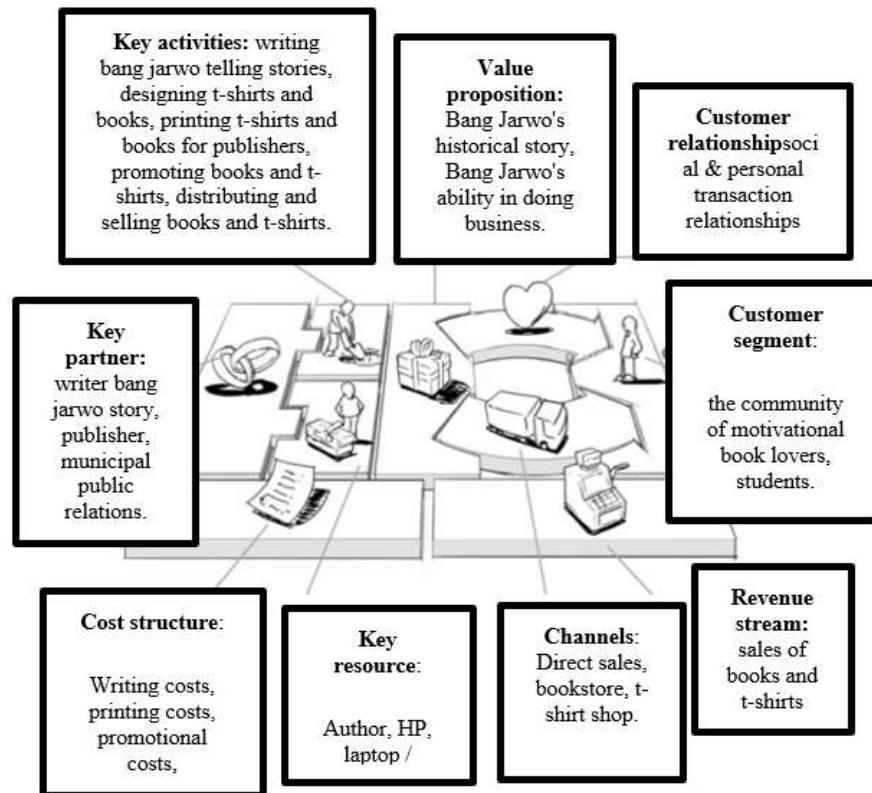 Key activities: writing
bang jarwo telling stories,
designing t-shirts and
books, printing t-shirts and
books for publishers,
promoting books and t-
shirts, distributing and
selling books and t-shirts.
Value
proposition:
Bang Jarwo's
historical story,
Bang Jarwo's
ability in doing
business.
Customer
relationshipsoci
al & personal
transaction
relationships
Key
partner:
writer bang
jarwo story,
publisher,
municipal
public
relations.
Customer
segment:
the community
of motivational
book lovers,
students.
Cost structure:
Writing costs,
printing costs,
promotional
costs,
Key
resource:
Author, HP,
laptop /
Channels:
Direct sales,
bookstore, t-
shirt shop.
Revenue
stream:
sales of
books and
t-shirts